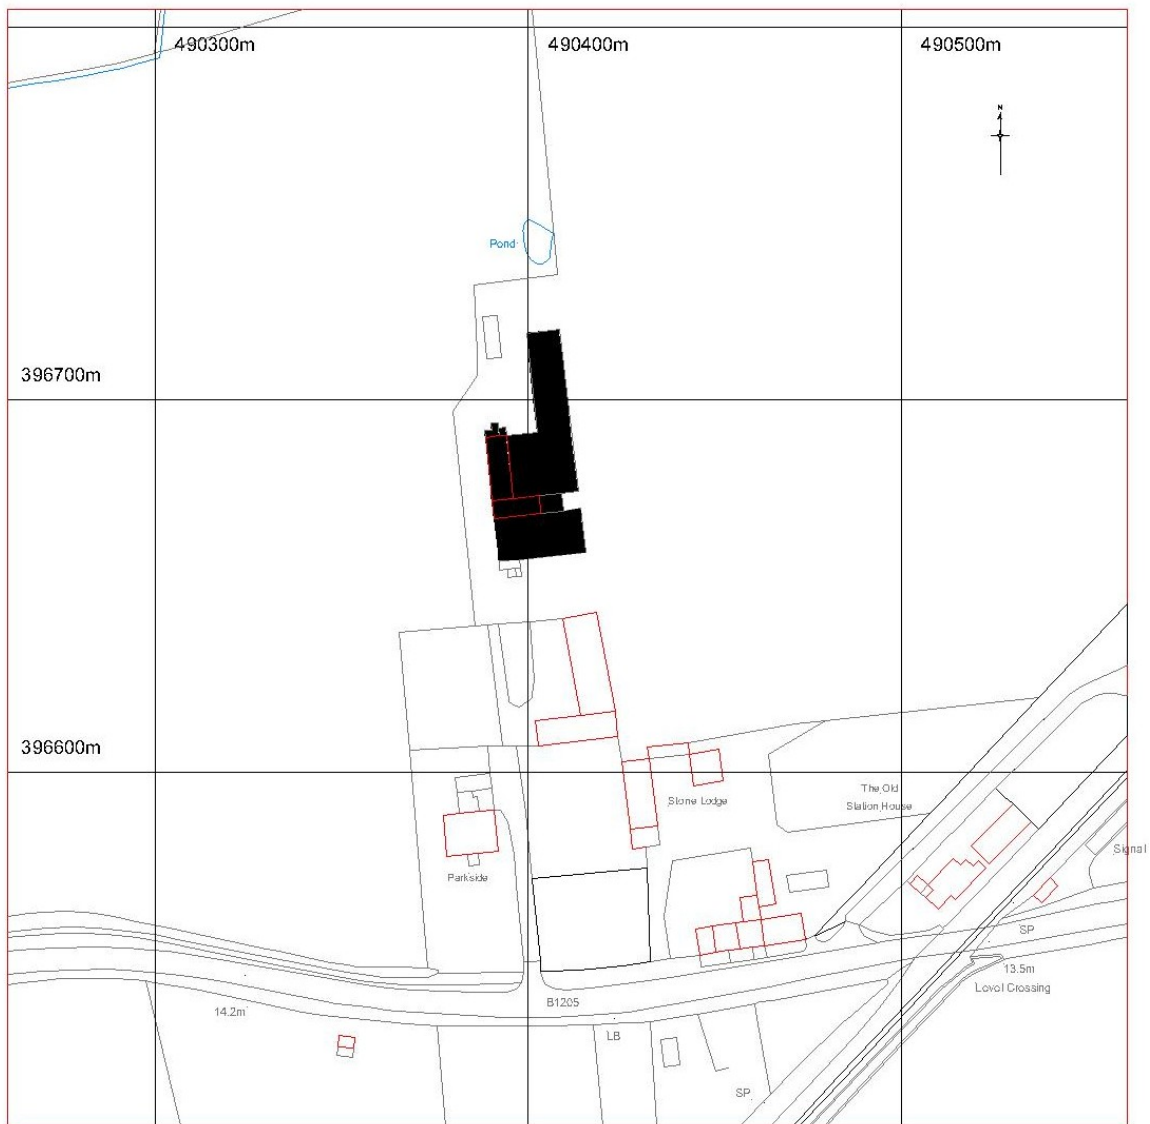 490300m
490400m
490500m
N
Pond
396700m
396600m
The Old
Station House
Stone Lodge
Signal
Parkside
SP
13.5m
Level Crossing
B1205
14.2m
LB
SP